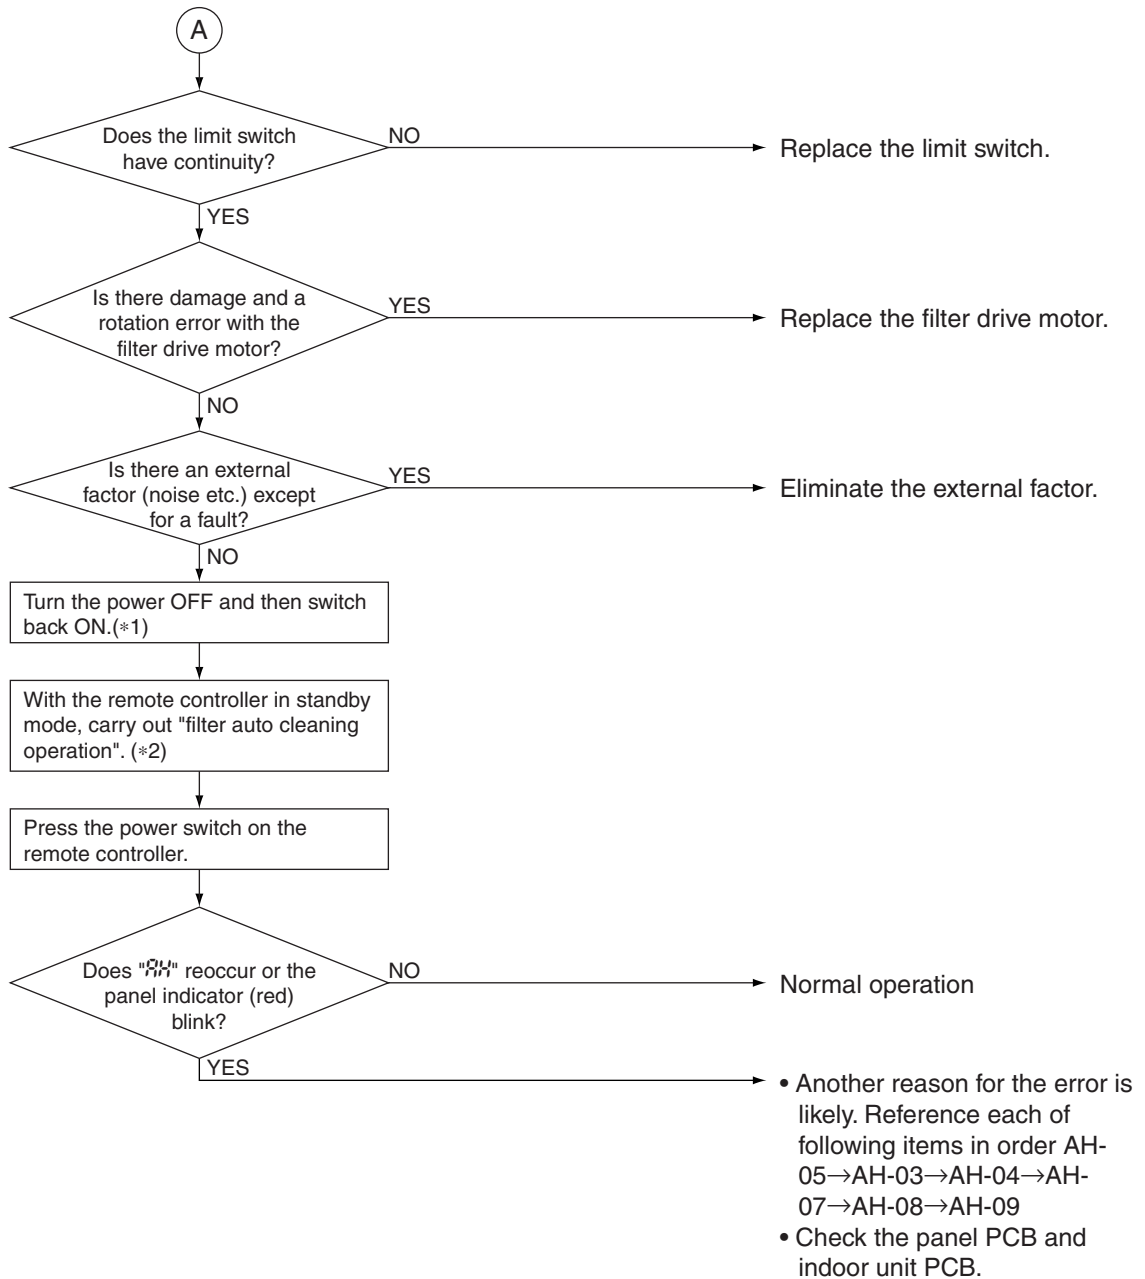 A
Does the limit switch
have continuity?
NO
Replace the limit switch.
YES
Is there damage and a
rotation error with the
filter drive motor?
YES
Replace the filter drive motor.
NO
Is there an external
factor (noise etc.) except
for a fault?
YES
Eliminate the external factor.
NO
Turn the power OFF and then switch
back ON.(*1)
With the remote controller in standby
mode, carry out "filter auto cleaning
operation". (*2)
Press the power switch on the
remote controller.
Does "AH" reoccur or the
panel indicator (red)
blink?
NO
Normal operation
YES
• Another reason for the error is
likely. Reference each of
following items in order AH-
05→AH-03→AH-04→AH-
07→AH-08→AH-09
• Check the panel PCB and
indoor unit PCB.